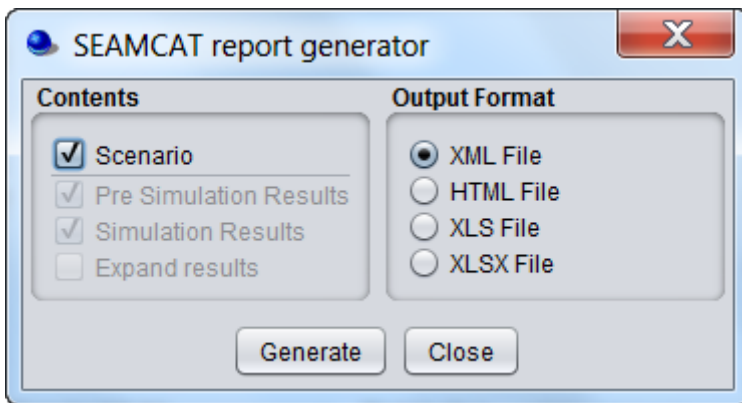 SEAMCAT report generator
Contents
Scenario
Pre Simulation Results
Simulation Results
Expand results
Output Format
XML File
HTML File
XLS File
XLSX File
Generate
Close